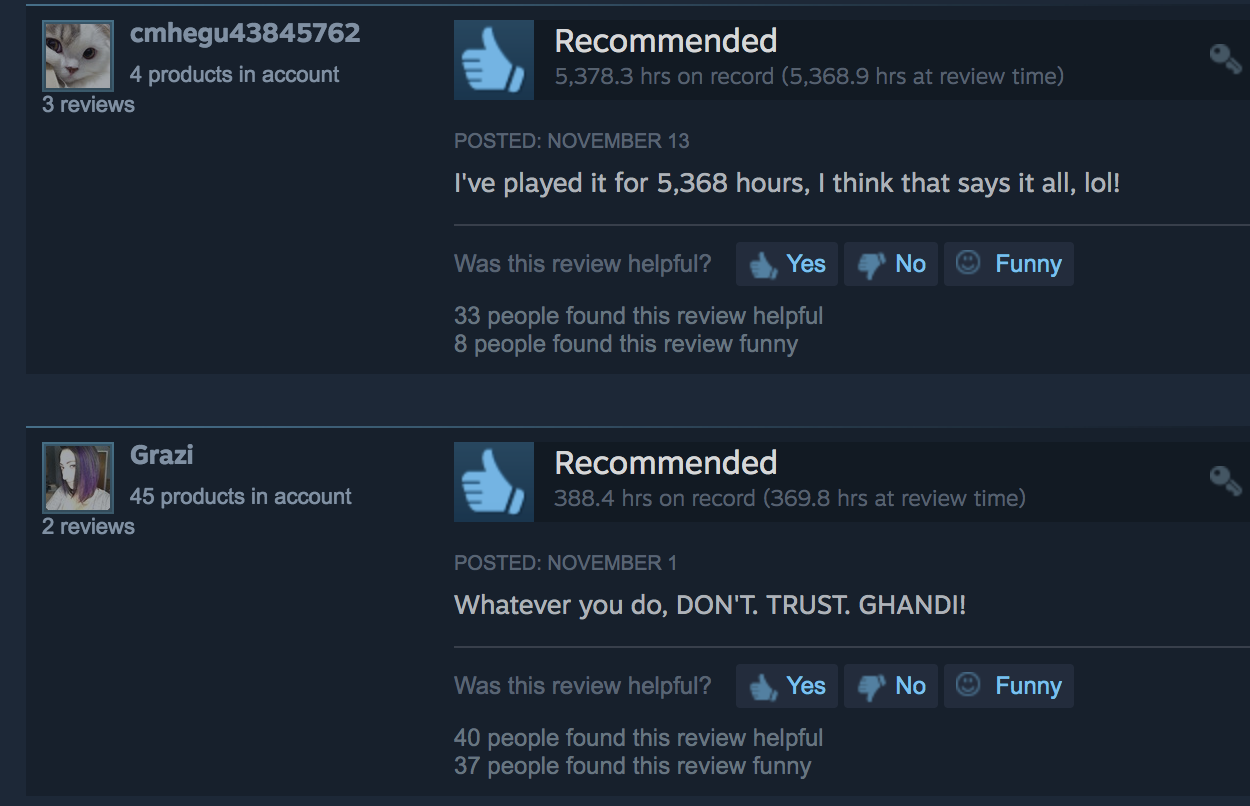 cmhegu43845762
4 products in account
3 reviews
Recommended
5,378.3 hrs on record (5,368.9 hrs at review time)
POSTED: NOVEMBER 13
I've played it for 5,368 hours, I think that says it all, lol!
Was this review helpful? Yes No Funny
33 people found this review helpful
8 people found this review funny
Grazi
45 products in account
2 reviews
Recommended
388.4 hrs on record (369.8 hrs at review time)
POSTED: NOVEMBER 1
Whatever you do, DON'T. TRUST. GHANDI!
Was this review helpful? Yes No Funny
40 people found this review helpful
37 people found this review funny